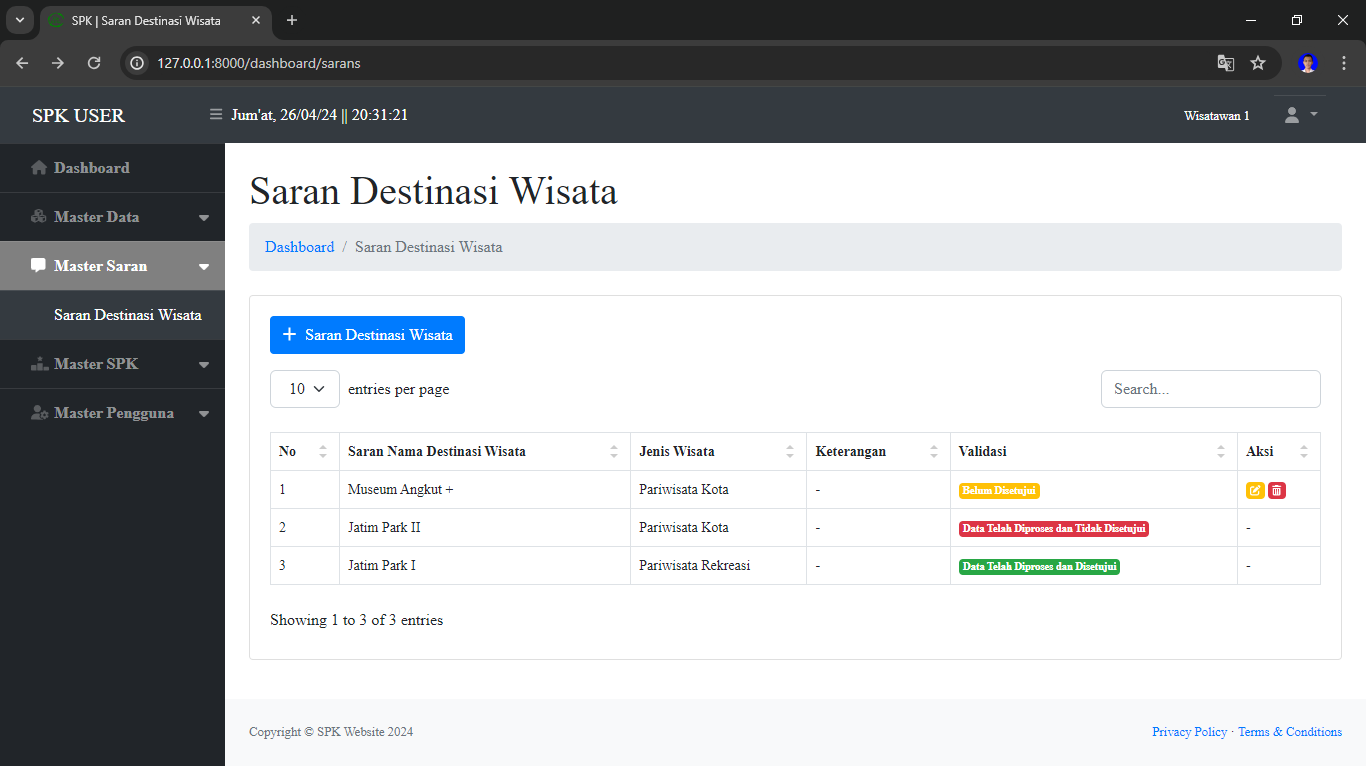 SPK | Saran Destinasi Wisata
127.0.0.1:8000/dashboard/sarans
SPK USER
Jum'at, 26/04/24 || 20:31:21
Wisatawan 1
Dashboard
Master Data
Master Saran
Saran Destinasi Wisata
Master SPK
Master Pengguna
Saran Destinasi Wisata
Dashboard / Saran Destinasi Wisata
+ Saran Destinasi Wisata
10 entries per page
Search...
No Saran Nama Destinasi Wisata Jenis Wisata Keterangan Validasi Aksi
1 Museum Angkut + Pariwisata Kota - Belum Disetujui
2 Jatim Park II Pariwisata Kota - Data Telah Diproses dan Tidak Disetujui -
3 Jatim Park I Pariwisata Rekreasi - Data Telah Diproses dan Disetujui -
Showing 1 to 3 of 3 entries
Copyright © SPK Website 2024
Privacy Policy · Terms & Conditions